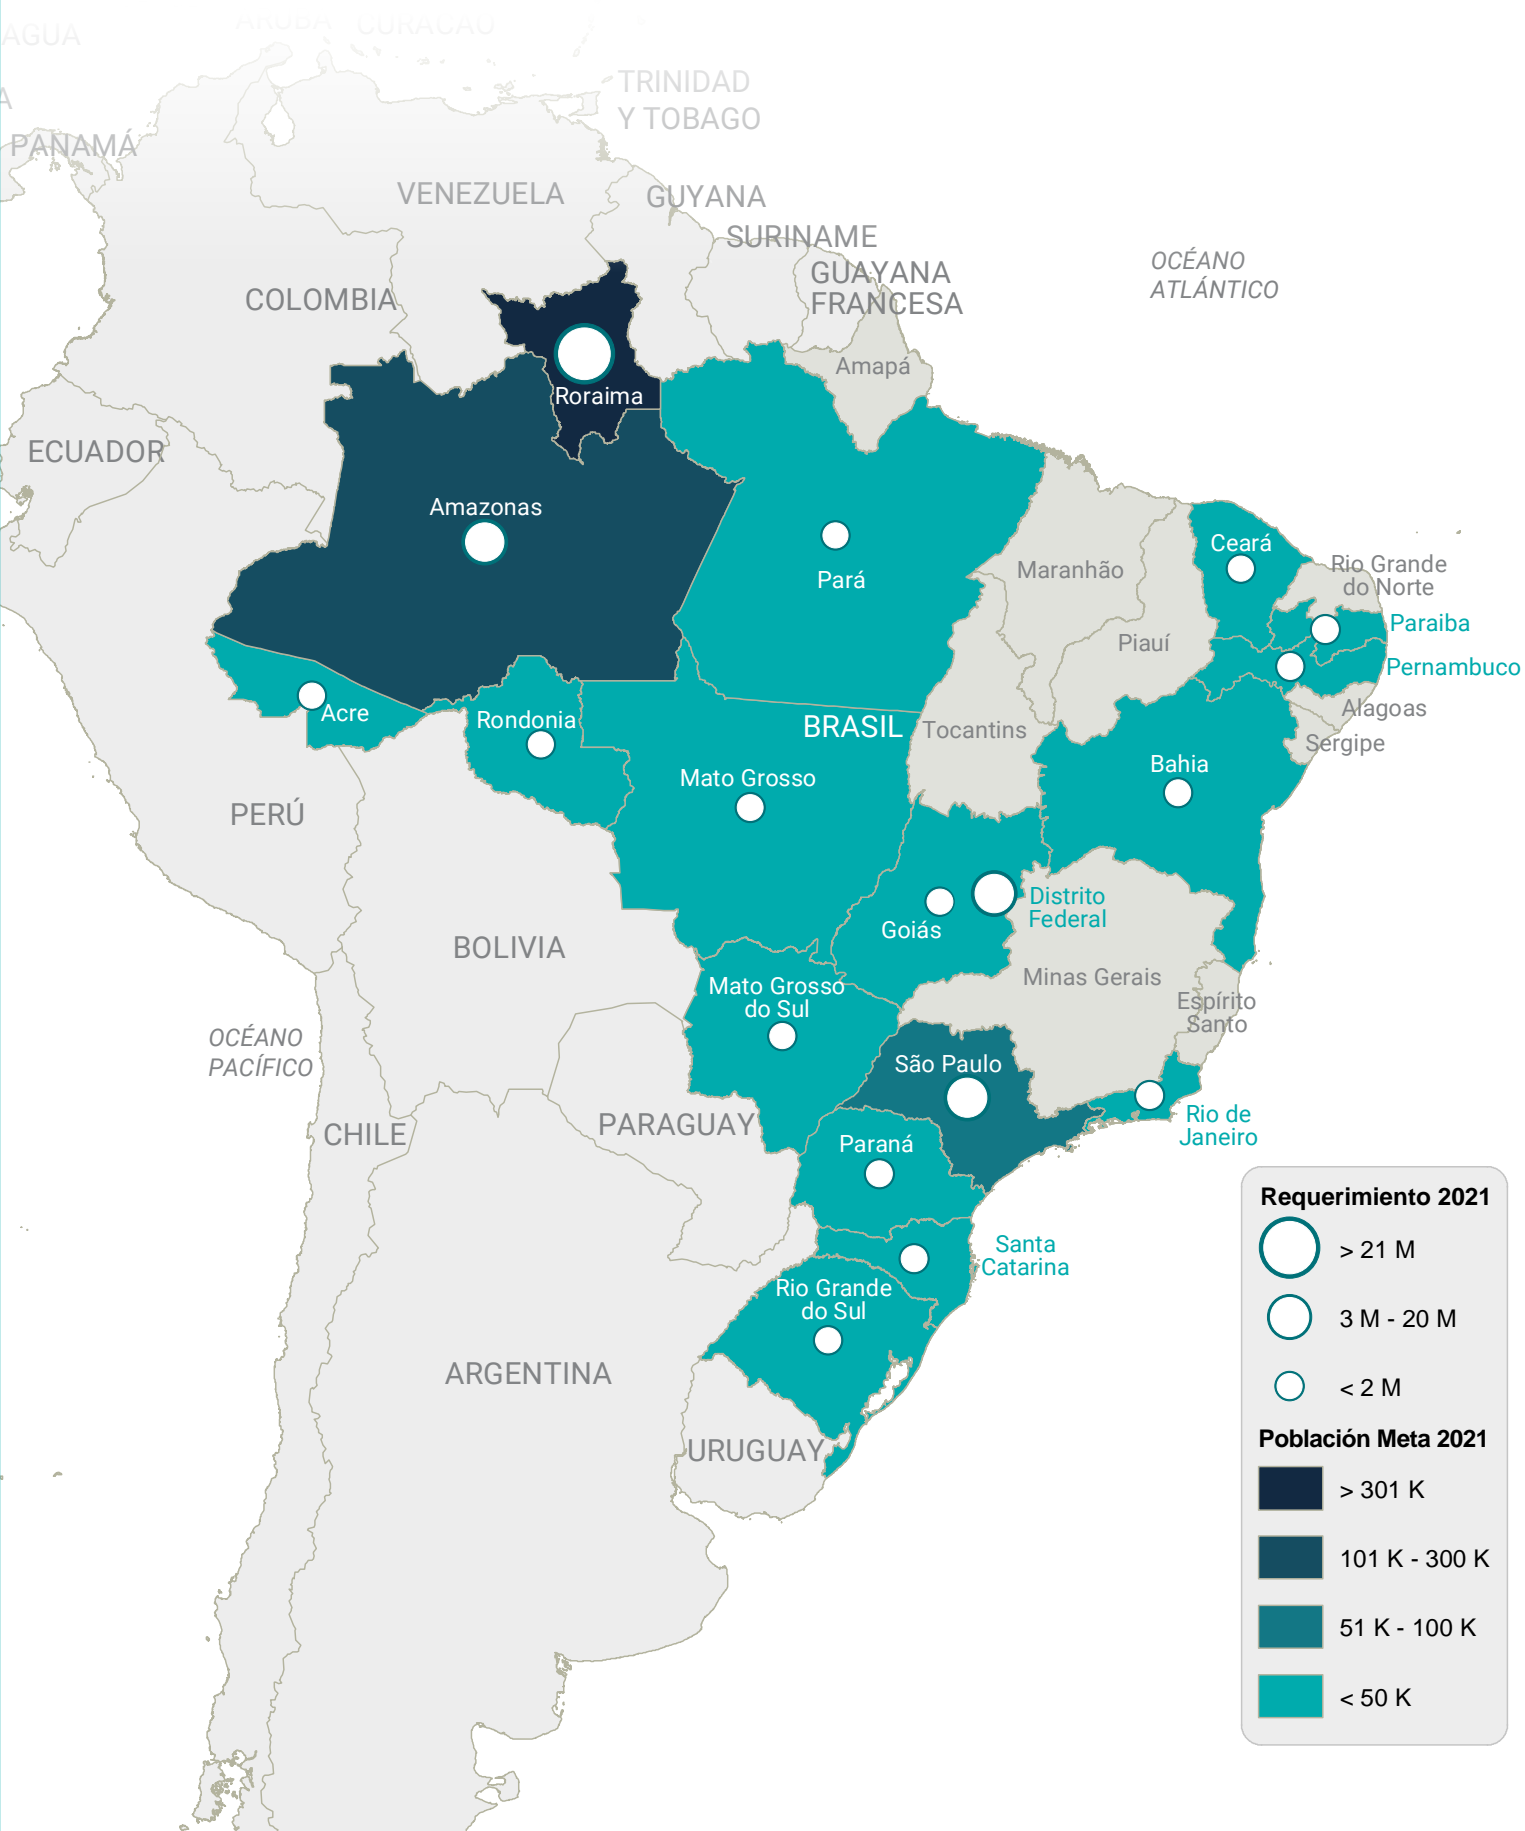 ARUBA
CURACAO
AGUA
TRINIDAD
Y TOBAGO
PANAMÁ
VENEZUELA
GUYANA
SURINAME
GUAYANA
FRANCESA
OCÉANO
ATLÁNTICO
COLOMBIA
Amapá
Roraima
ECUADOR
Amazonas
Pará
Maranhão
Ceará
Rio Grande
do Norte
Paraiba
Piauí
Pernambuco
Acre
Rondonia
BRASIL
Tocantins
Alagoas
Sergipe
Mato Grosso
Bahia
PERÚ
Distrito
Federal
Goiás
BOLIVIA
Minas Gerais
Mato Grosso
do Sul
Espírito
Santo
OCÉANO
PACÍFICO
São Paulo
CHILE
PARAGUAY
Paraná
Rio de
Janeiro
Santa
Catarina
Rio Grande
do Sul
ARGENTINA
URUGUAY
Requerimiento 2021
> 21 M
3 M - 20 M
< 2 M
Población Meta 2021
> 301 K
101 K - 300 K
51 K - 100 K
< 50 K